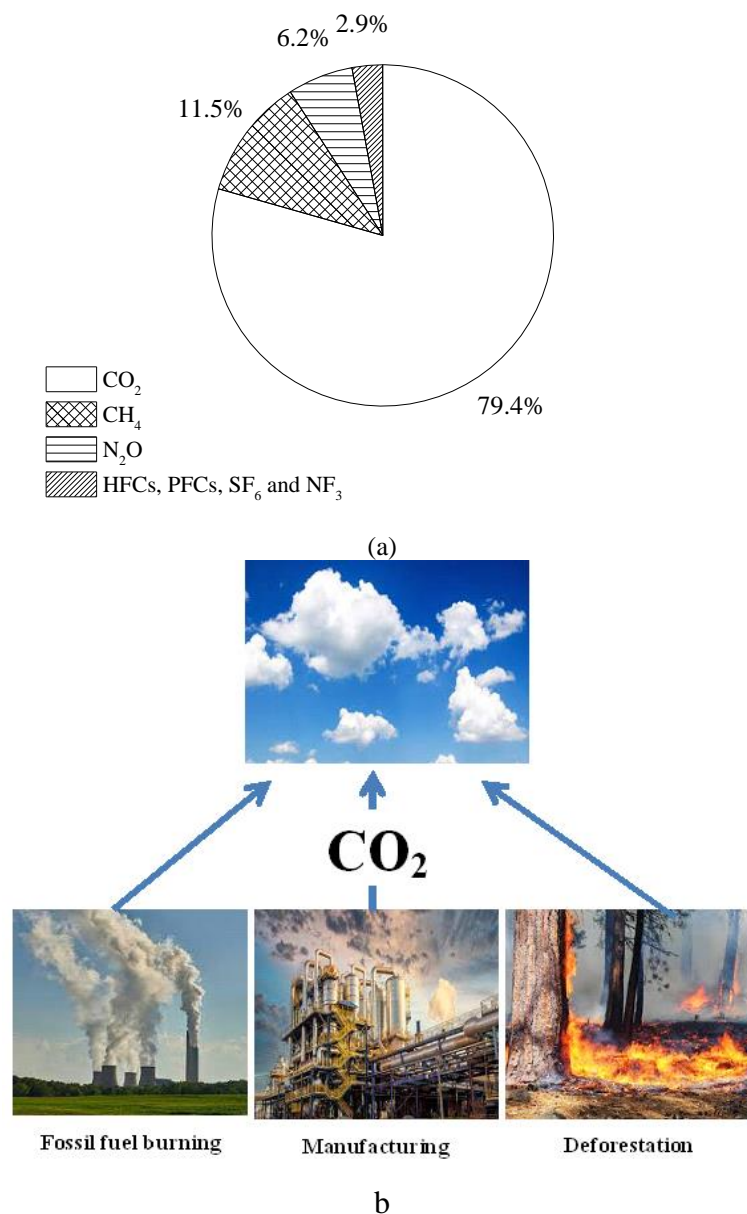 6.2% 2.9%
11.5%
79.4%
CO₂
CH₄
N₂O
HFCs, PFCs, SF₆ and NF₃
(a)
CO₂
Fossil fuel burning Manufacturing Deforestation
b